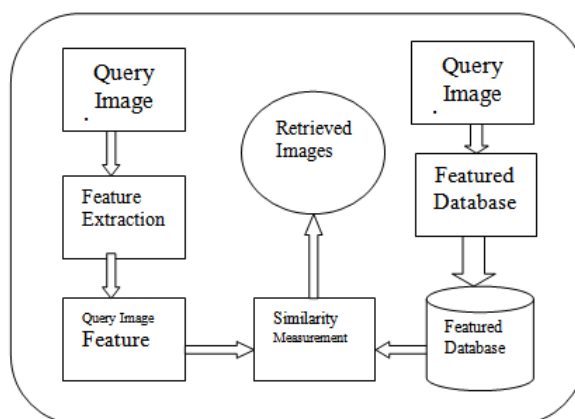 Query
Image
.
Feature
Extraction
Query Image
Feature
Retrieved
Images
Similarity
Measurement
Query
Image
.
Featured
Database
Featured
Database